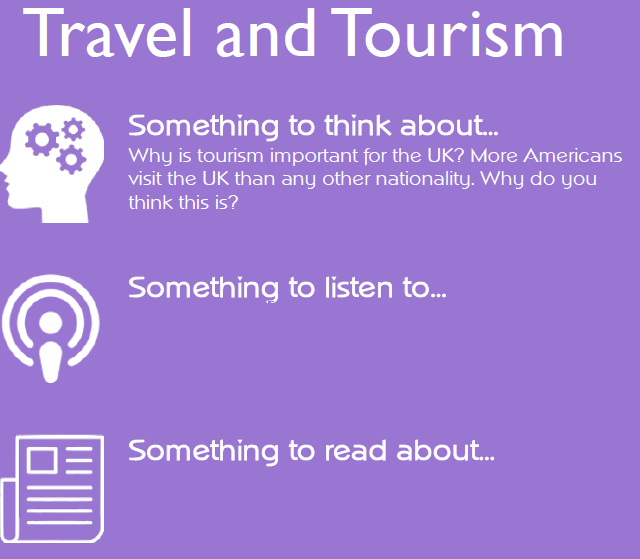 Travel and Tourism
Something to think about...
Why is tourism important for the UK? More Americans
visit the UK than any other nationality. Why do you
think this is?
Something to listen to...
Something to read about...